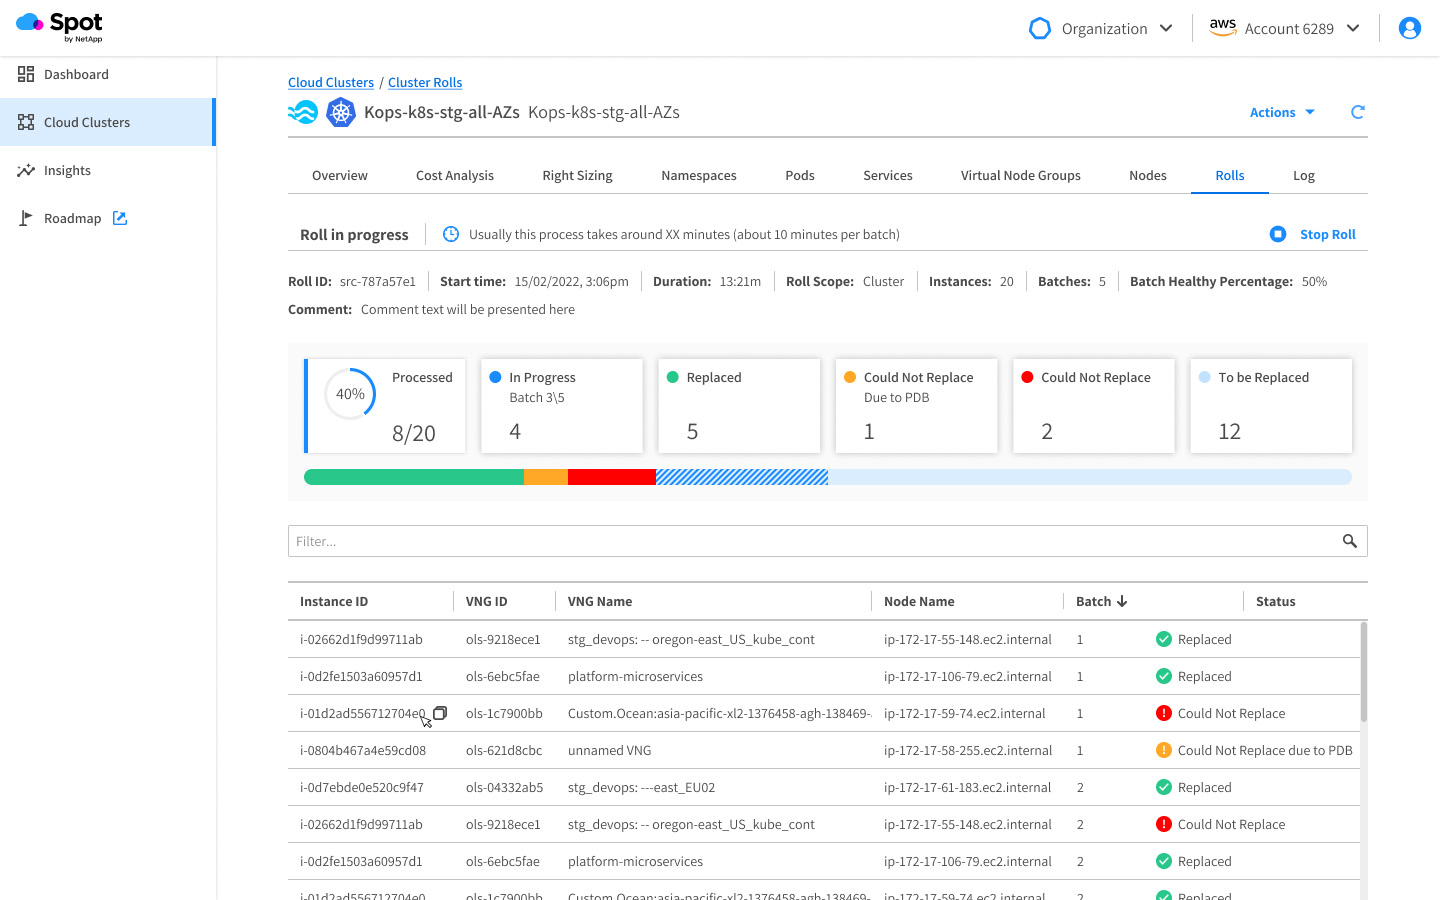 Spot
by NetApp
Organization
aws Account 6289
Dashboard
Cloud Clusters
Insights
Roadmap
Cloud Clusters / Cluster Rolls
Kops-k8s-stg-all-AZs Kops-k8s-stg-all-AZs
Actions
Overview Cost Analysis Right Sizing Namespaces Pods Services Virtual Node Groups Nodes Rolls Log
Roll in progress Usually this process takes around XX minutes (about 10 minutes per batch) Stop Roll
Roll ID: src-787a57e1 Start time: 15/02/2022, 3:06pm Duration: 13:21m Roll Scope: Cluster Instances: 20 Batches: 5 Batch Healthy Percentage: 50%
Comment: Comment text will be presented here
40% Processed
8/20
In Progress
Batch 3\5
4
Replaced
5
Could Not Replace
Due to PDB
1
Could Not Replace
2
To be Replaced
12
Filter...
Instance ID VNG ID VNG Name Node Name Batch Status
i-02662d1f9d99711ab ols-9218ece1 stg_devops: -- oregon-east_US_kube_cont ip-172-17-55-148.ec2.internal 1 Replaced
i-0d2fe1503a60957d1 ols-6ebc5fae platform-microservices ip-172-17-106-79.ec2.internal 1 Replaced
i-01d2ad556712704e0 ols-1c7900bb Custom.Ocean:asia-pacific-xl2-1376458-agh-138469- ip-172-17-59-74.ec2.internal 1 Could Not Replace
i-0804b467a4e59cd08 ols-621d8cbc unnamed VNG ip-172-17-58-255.ec2.internal 1 Could Not Replace due to PDB
i-0d7ebde0e520c9f47 ols-04332ab5 stg_devops: ---east_EU02 ip-172-17-61-183.ec2.internal 2 Replaced
i-02662d1f9d99711ab ols-9218ece1 stg_devops: -- oregon-east_US_kube_cont ip-172-17-55-148.ec2.internal 2 Could Not Replace
i-0d2fe1503a60957d1 ols-6ebc5fae platform-microservices ip-172-17-106-79.ec2.internal 2 Replaced
i-01d2ad556712704e0 ols-1c7900bb Custom.Ocean:asia-pacific-xl2-1376458-agh-138469- ip-172-17-59-74.ec2.internal 2 Replaced